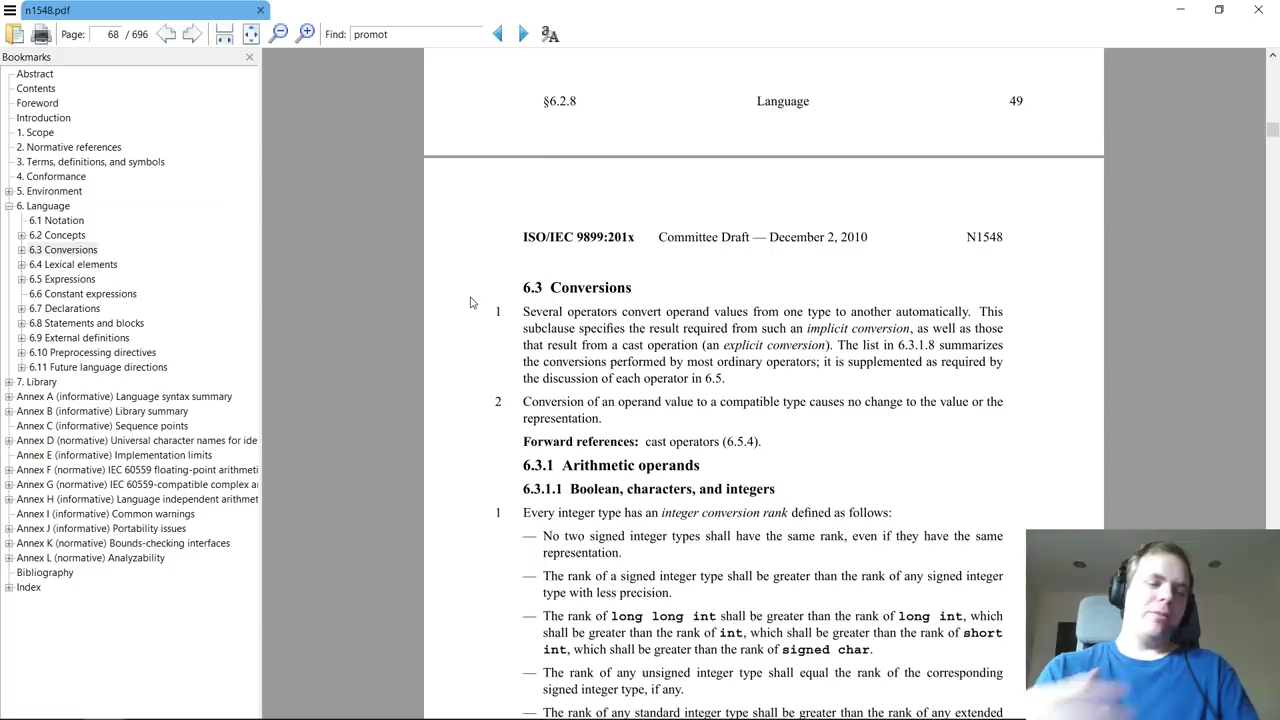 n1548.pdf
Page: 68 / 696 Find: promot
Bookmarks
Abstract
Contents
Foreword
Introduction
1. Scope
2. Normative references
3. Terms, definitions, and symbols
4. Conformance
5. Environment
6. Language
6.1 Notation
6.2 Concepts
6.3 Conversions
6.4 Lexical elements
6.5 Expressions
6.6 Constant expressions
6.7 Declarations
6.8 Statements and blocks
6.9 External definitions
6.10 Preprocessing directives
6.11 Future language directions
7. Library
Annex A (informative) Language syntax summary
Annex B (informative) Library summary
Annex C (informative) Sequence points
Annex D (normative) Universal character names for ide
Annex E (informative) Implementation limits
Annex F (normative) IEC 60559 floating-point arithmeti
Annex G (normative) IEC 60559-compatible complex a
Annex H (informative) Language independent arithmet
Annex I (informative) Common warnings
Annex J (informative) Portability issues
Annex K (normative) Bounds-checking interfaces
Annex L (normative) Analyzability
Bibliography
Index
§6.2.8 Language 49
ISO/IEC 9899:201x Committee Draft — December 2, 2010 N1548
6.3 Conversions
1 Several operators convert operand values from one type to another automatically. This
subclause specifies the result required from such an implicit conversion, as well as those
that result from a cast operation (an explicit conversion). The list in 6.3.1.8 summarizes
the conversions performed by most ordinary operators; it is supplemented as required by
the discussion of each operator in 6.5.
2 Conversion of an operand value to a compatible type causes no change to the value or the
representation.
Forward references: cast operators (6.5.4).
6.3.1 Arithmetic operands
6.3.1.1 Boolean, characters, and integers
1 Every integer type has an integer conversion rank defined as follows:
— No two signed integer types shall have the same rank, even if they have the same
representation.
— The rank of a signed integer type shall be greater than the rank of any signed integer
type with less precision.
— The rank of long long int shall be greater than the rank of long int, which
shall be greater than the rank of int, which shall be greater than the rank of short
int, which shall be greater than the rank of signed char.
— The rank of any unsigned integer type shall equal the rank of the corresponding
signed integer type, if any.
— The rank of any standard integer type shall be greater than the rank of any extended